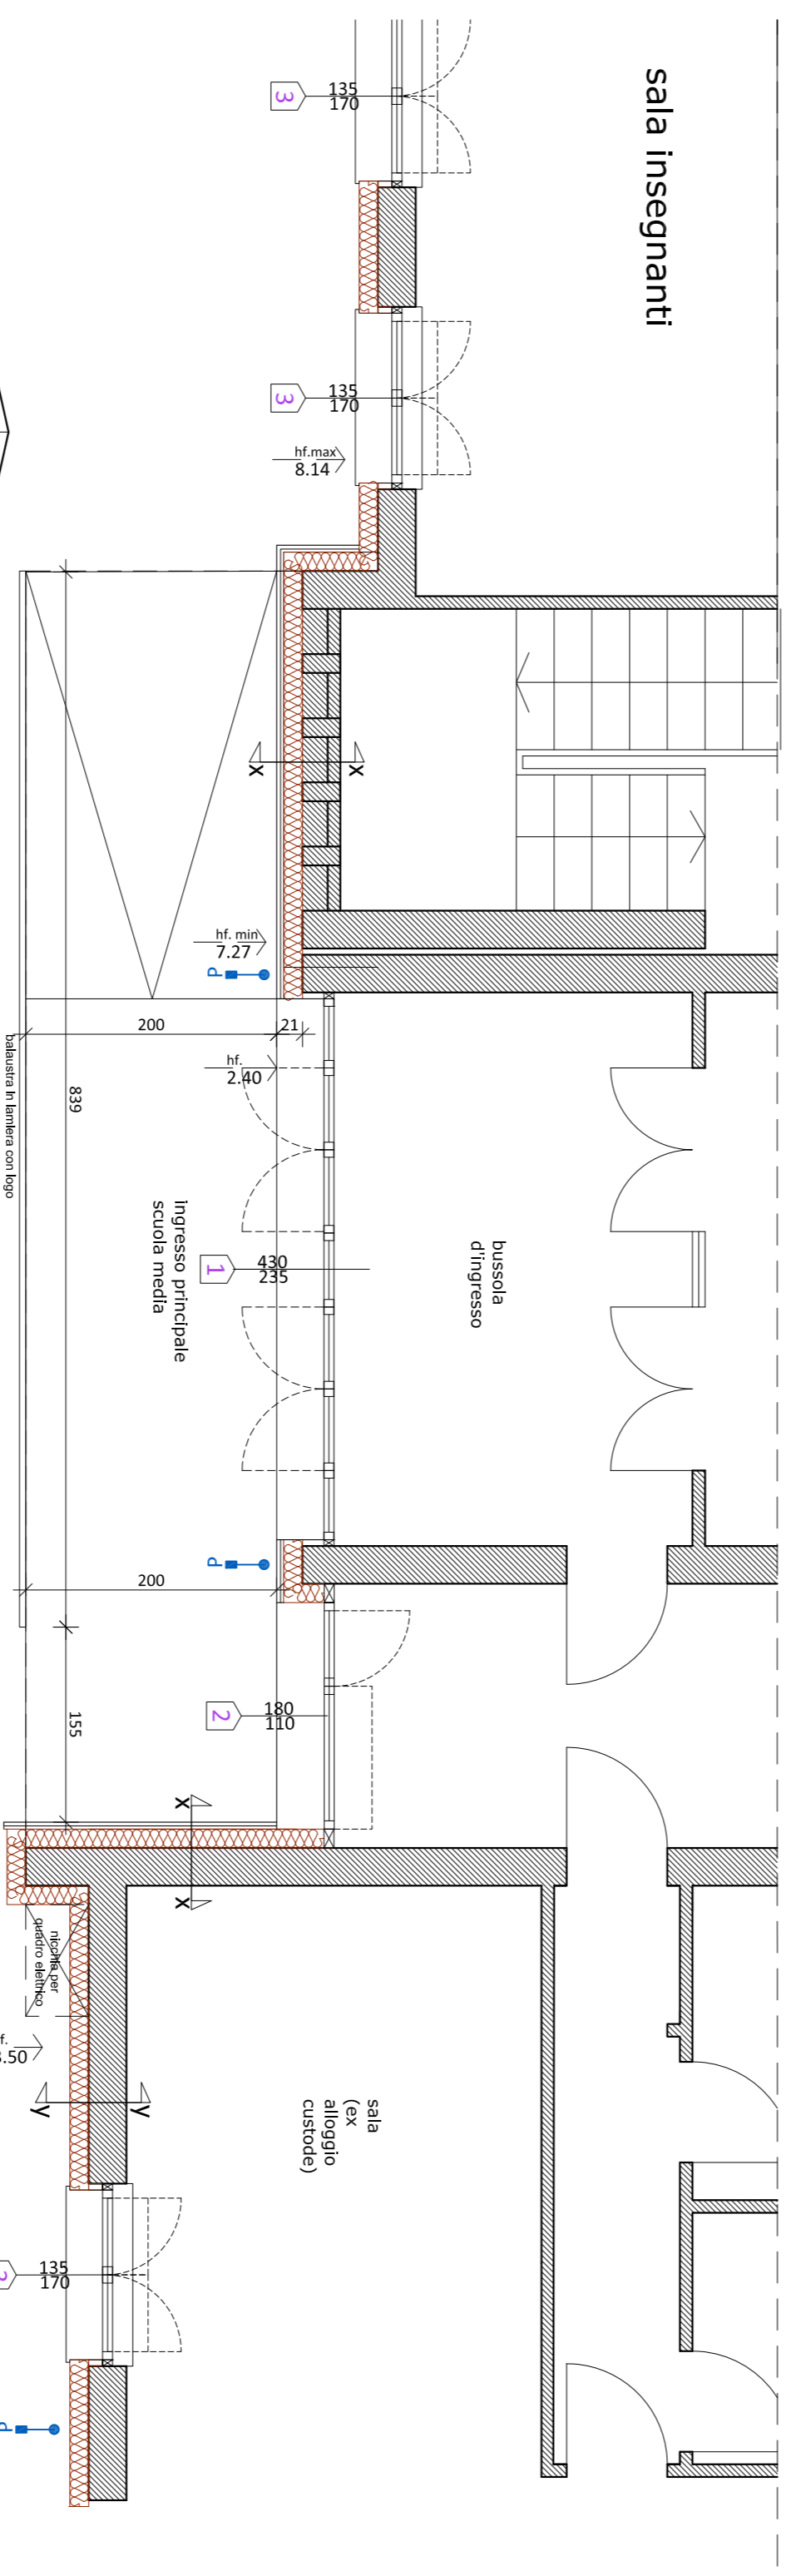 sala insegnanti
135
170
3
135
170
3
hf.max
8.14
x
x
hf. min
7.27
P
200
21
hf.
2.40
839
balaustra in lamiera con logo
ingresso principale
scuola media
1
430
235
bussola
d'ingresso
P
200
155
2
180
110
x
x
nicchia per
quadro elettrico
y
y
sala
(ex
alloggio
custode)
135
170
P